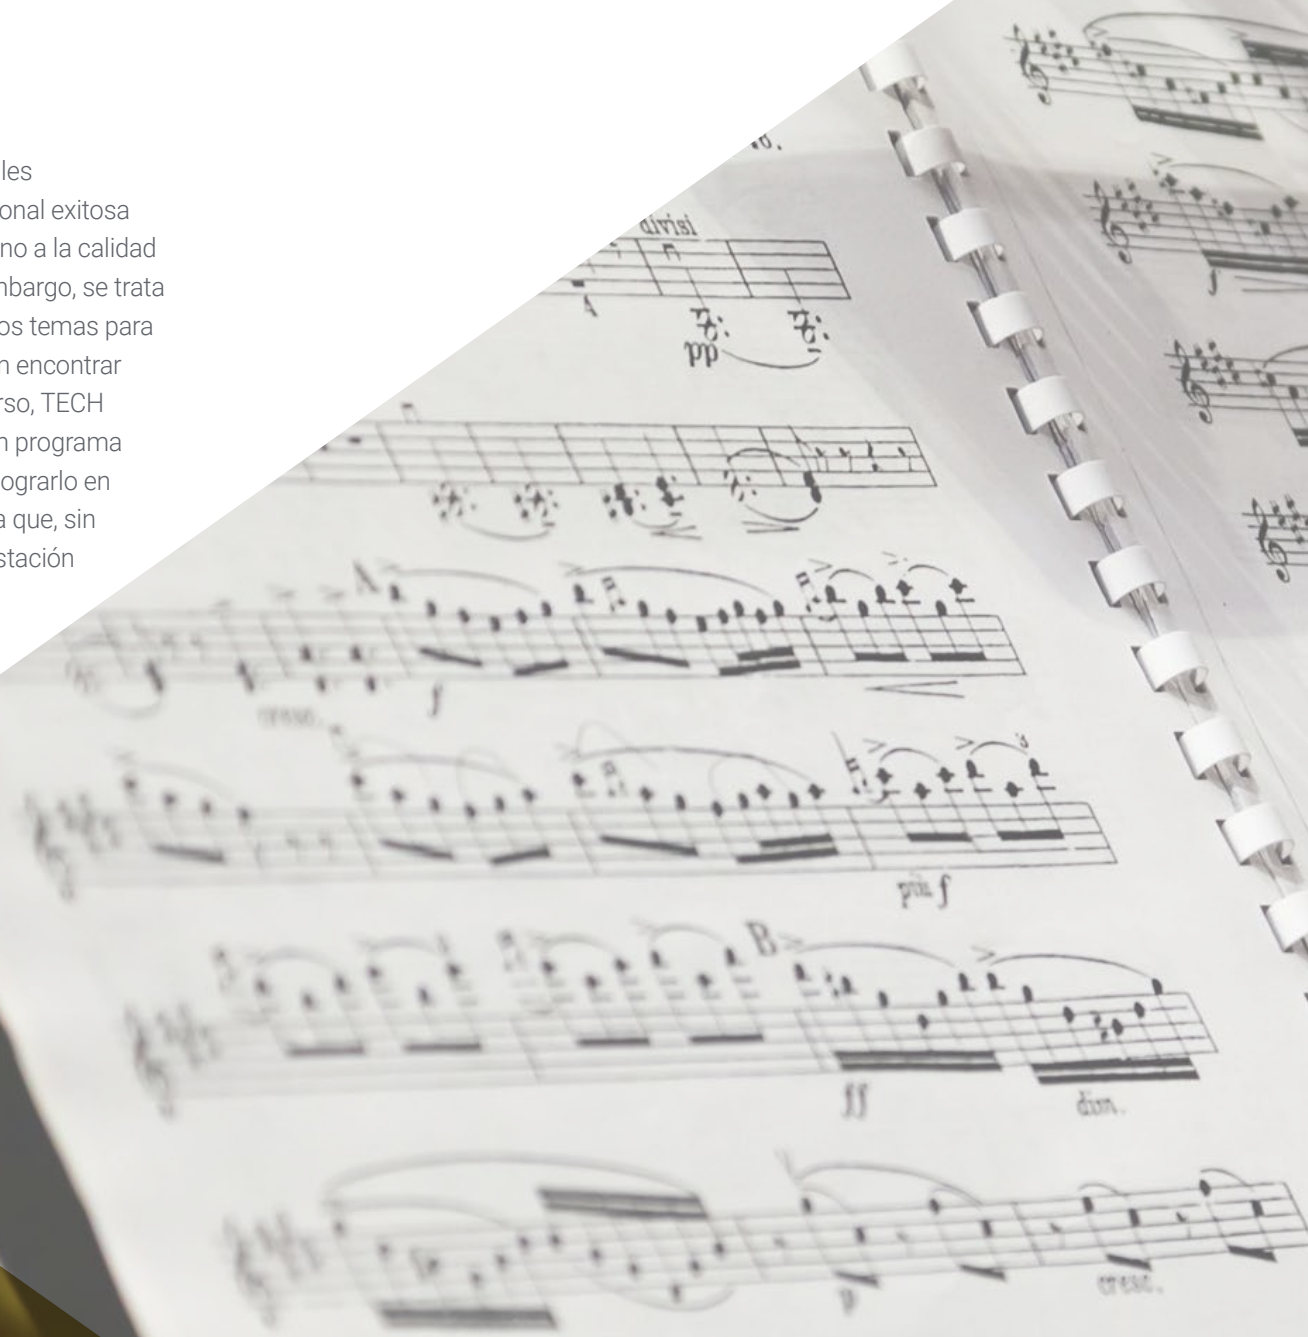 les
onal exitosa
no a la calidad
nbargo, se trata
os temas para
n encontrar
rso, TECH
n programa
ograrlo en
a que, sin
stación
divisi
A
pp
A
cresc.
f
più f
B
ff
dim.
p
cresc.